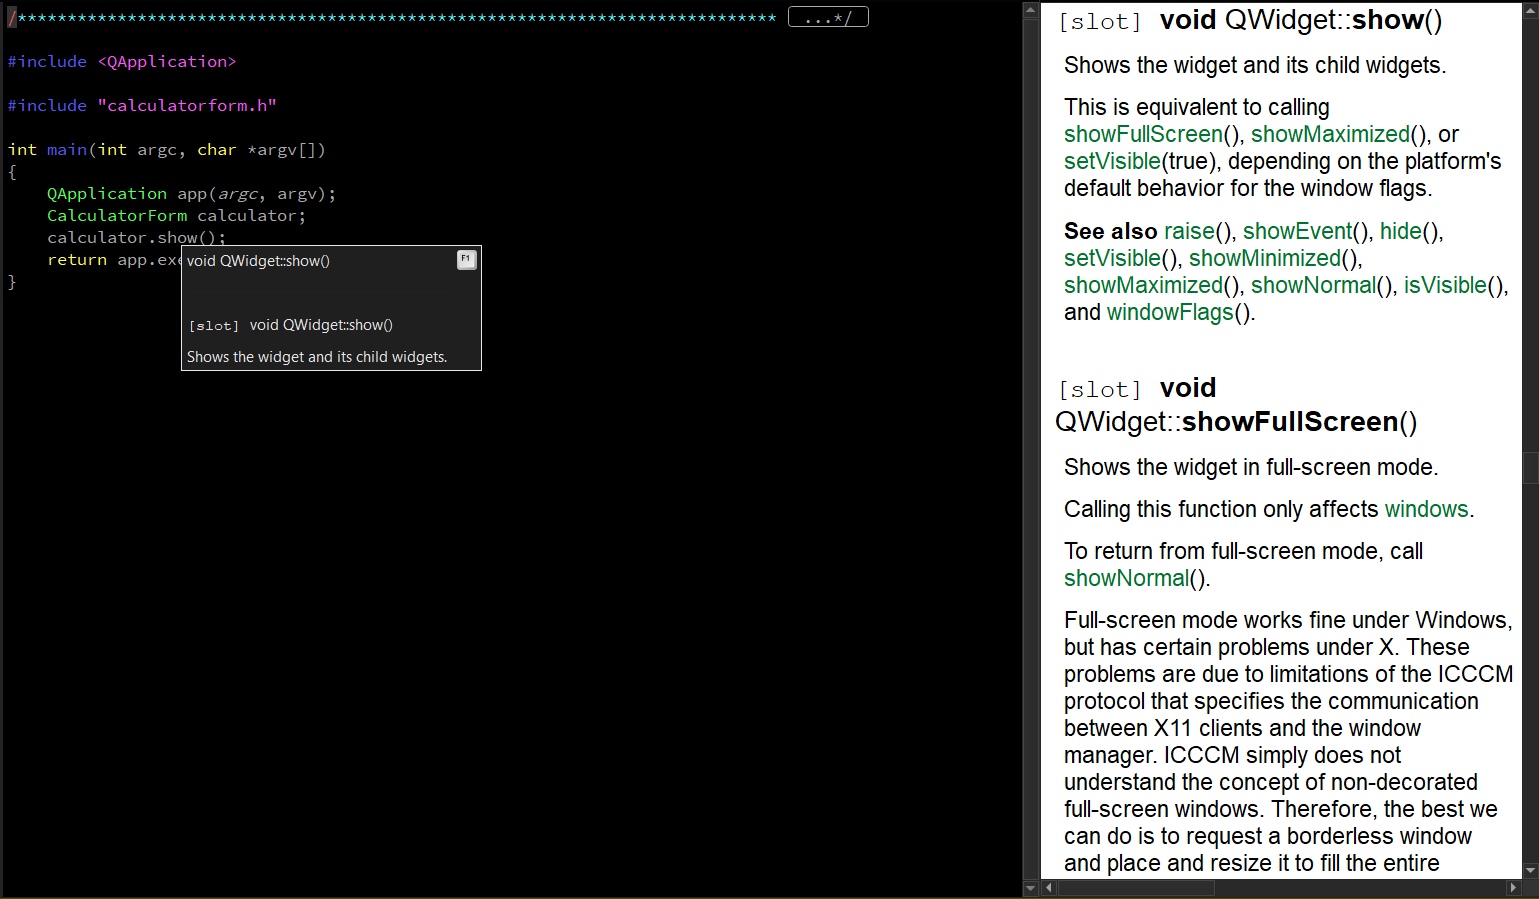 /**************************************************************************** ...*/
#include <QApplication>
#include "calculatorform.h"
int main(int argc, char *argv[])
{
    QApplication app(argc, argv);
    CalculatorForm calculator;
    calculator.show();
    return app.exe
}
void QWidget::show()
F1
[slot] void QWidget::show()
Shows the widget and its child widgets.
[slot] void QWidget::show()
Shows the widget and its child widgets.
This is equivalent to calling
showFullScreen(), showMaximized(), or
setVisible(true), depending on the platform's
default behavior for the window flags.
See also raise(), showEvent(), hide(),
setVisible(), showMinimized(),
showMaximized(), showNormal(), isVisible(),
and windowFlags().
[slot] void
QWidget::showFullScreen()
Shows the widget in full-screen mode.
Calling this function only affects windows.
To return from full-screen mode, call
showNormal().
Full-screen mode works fine under Windows,
but has certain problems under X. These
problems are due to limitations of the ICCCM
protocol that specifies the communication
between X11 clients and the window
manager. ICCCM simply does not
understand the concept of non-decorated
full-screen windows. Therefore, the best we
can do is to request a borderless window
and place and resize it to fill the entire